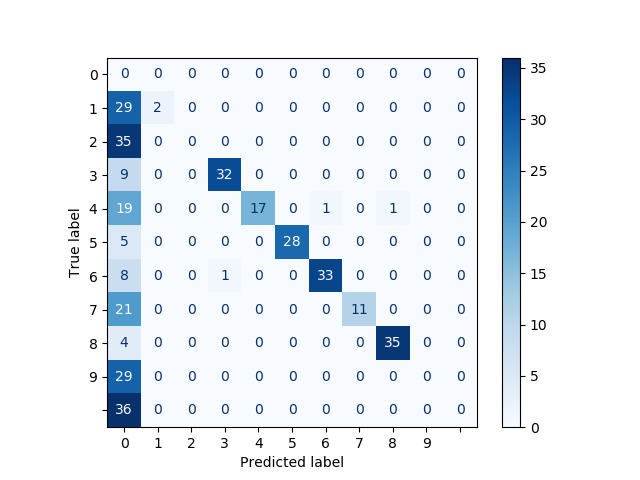 0 0 0 0 0 0 0 0 0 0 0 0
1 29 2 0 0 0 0 0 0 0 0 0
2 35 0 0 0 0 0 0 0 0 0 0
3 9 0 0 32 0 0 0 0 0 0 0
4 19 0 0 0 17 0 1 0 1 0 0
5 5 0 0 0 0 28 0 0 0 0 0
6 8 0 0 1 0 0 33 0 0 0 0
7 21 0 0 0 0 0 0 11 0 0 0
8 4 0 0 0 0 0 0 0 35 0 0
9 29 0 0 0 0 0 0 0 0 0 0
36 0 0 0 0 0 0 0 0 0 0
0 1 2 3 4 5 6 7 8 9
Predicted label
True label
35
30
25
20
15
10
5
0